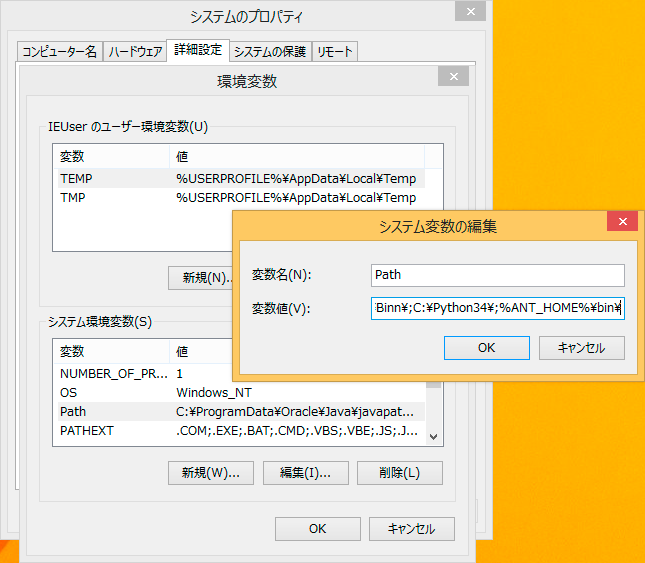 システムのプロパティ
コンピューター名 ハードウェア 詳細設定 システムの保護 リモート
環境変数
IEUser のユーザー環境変数(U)
変数 値
TEMP %USERPROFILE%¥AppData¥Local¥Temp
TMP %USERPROFILE%¥AppData¥Local¥Temp
新規(N)..
システム変数の編集
変数名(N): Path
変数値(V): Binn¥;C:¥Python34¥;%ANT_HOME%¥bin¥
OK キャンセル
システム環境変数(S)
変数 値
NUMBER_OF_PR... 1
OS Windows_NT
Path C:¥ProgramData¥Oracle¥Java¥javapat...
PATHEXT .COM;.EXE;.BAT;.CMD;.VBS;.VBE;.JS;.J...
新規(W)... 編集(I)... 削除(L)
OK キャンセル